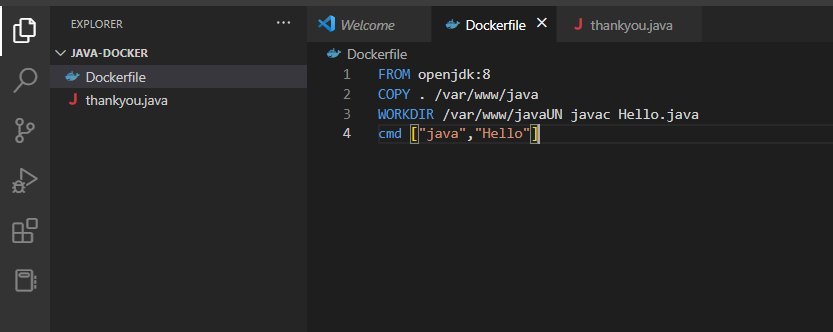 EXPLORER ...
JAVA-DOCKER
Dockerfile
J thankyou.java
Welcome
Dockerfile
J thankyou.java
Dockerfile
1 FROM openjdk:8
2 COPY . /var/www/java
3 WORKDIR /var/www/javaUN javac Hello.java
4 cmd ["java","Hello"]